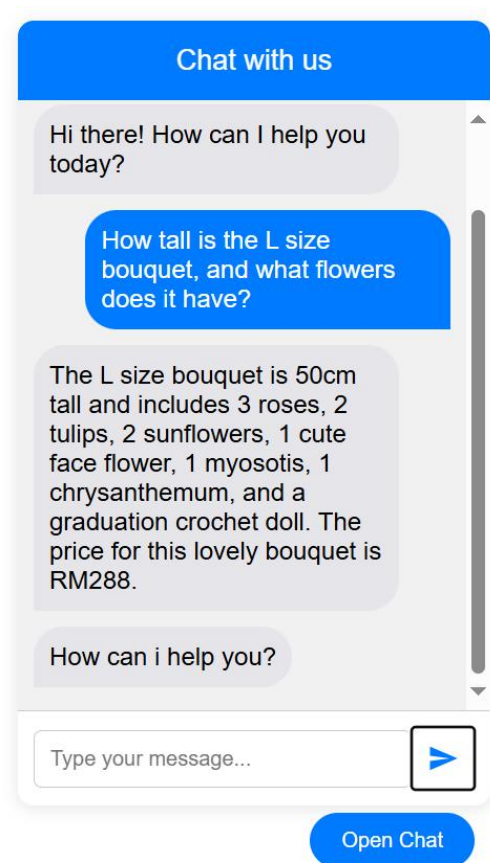 Chat with us
Hi there! How can I help you
today?
How tall is the L size
bouquet, and what flowers
does it have?
The L size bouquet is 50cm
tall and includes 3 roses, 2
tulips, 2 sunflowers, 1 cute
face flower, 1 myosotis, 1
chrysanthemum, and a
graduation crochet doll. The
price for this lovely bouquet is
RM288.
How can i help you?
Type your message...
Open Chat